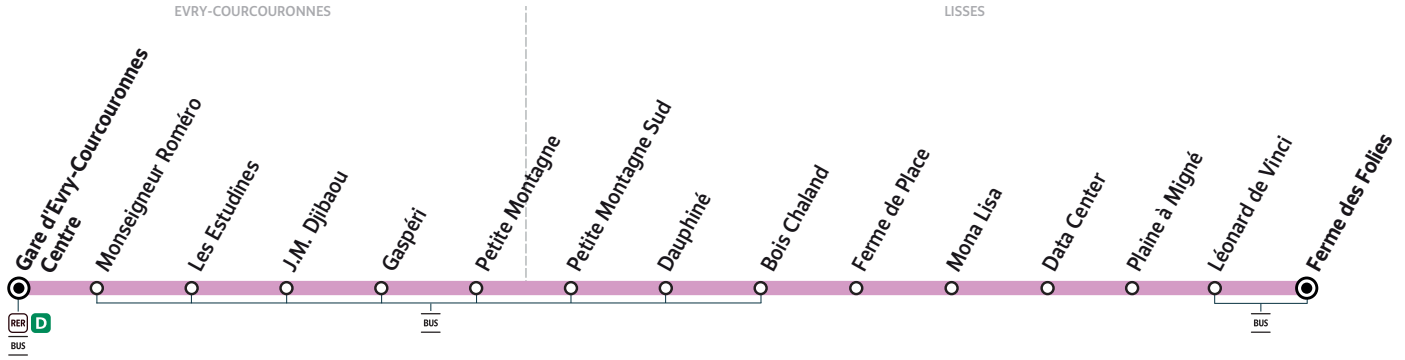 EVRY-COURCOURONNES
LISSES
Gare d'Evry-Courcouronnes
Centre
Monseigneur Roméro
Les Estudines
J.M. Djibaou
Gaspéri
Petite Montagne
Petite Montagne Sud
Dauphiné
Bois Chaland
Ferme de Place
Mona Lisa
Data Center
Plaine à Migné
Léonard de Vinci
Ferme des Folies
RER D
BUS
BUS
BUS